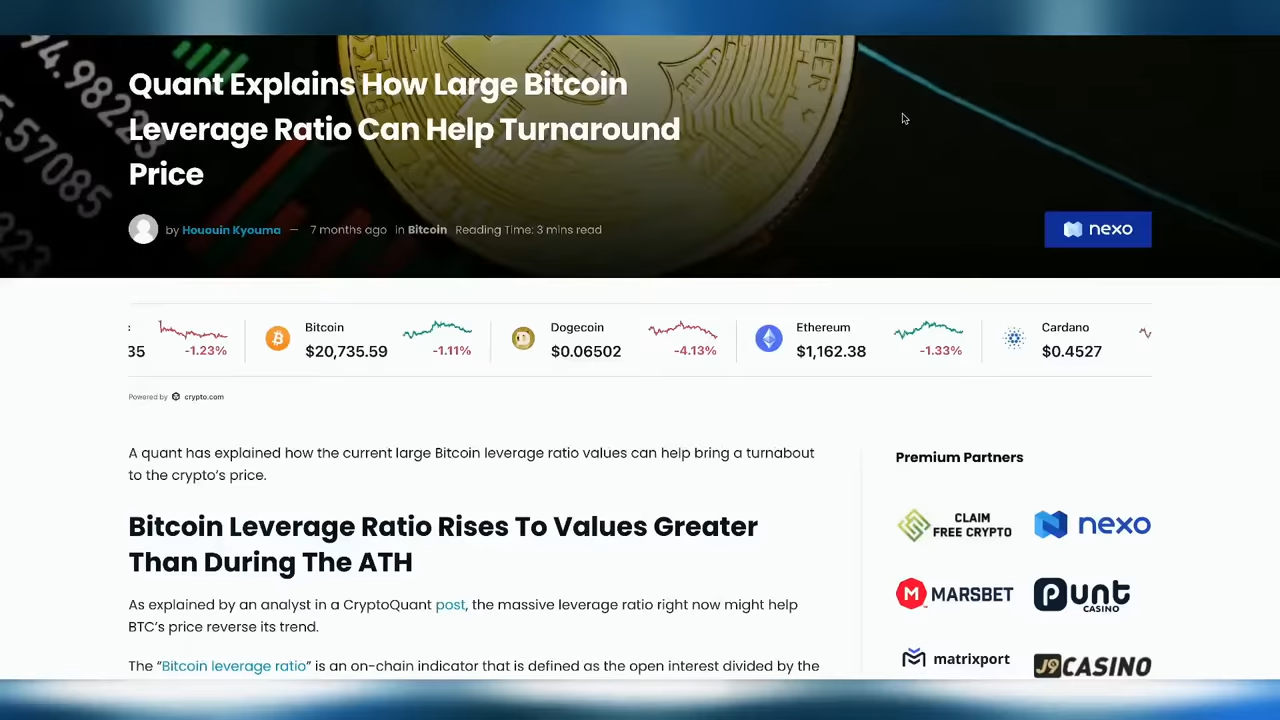 4.98223
5.57085
Quant Explains How Large Bitcoin
Leverage Ratio Can Help Turnaround
Price
by Hououin Kyouma — 7 months ago in Bitcoin Reading Time: 3 mins read
nexo
35
-1.23%
Bitcoin
$20,735.59
-1.11%
Dogecoin
$0.06502
-4.13%
Ethereum
$1,162.38
-1.33%
Cardano
$0.4527
Powered by crypto.com
A quant has explained how the current large Bitcoin leverage ratio values can help bring a turnabout
to the crypto’s price.
Bitcoin Leverage Ratio Rises To Values Greater
Than During The ATH
As explained by an analyst in a CryptoQuant post, the massive leverage ratio right now might help
BTC’s price reverse its trend.
The “Bitcoin leverage ratio” is an on-chain indicator that is defined as the open interest divided by the
Premium Partners
CLAIM
FREE CRYPTO
nexo
MARSBET
Punt
CASINO
matrixport
J9CASINO